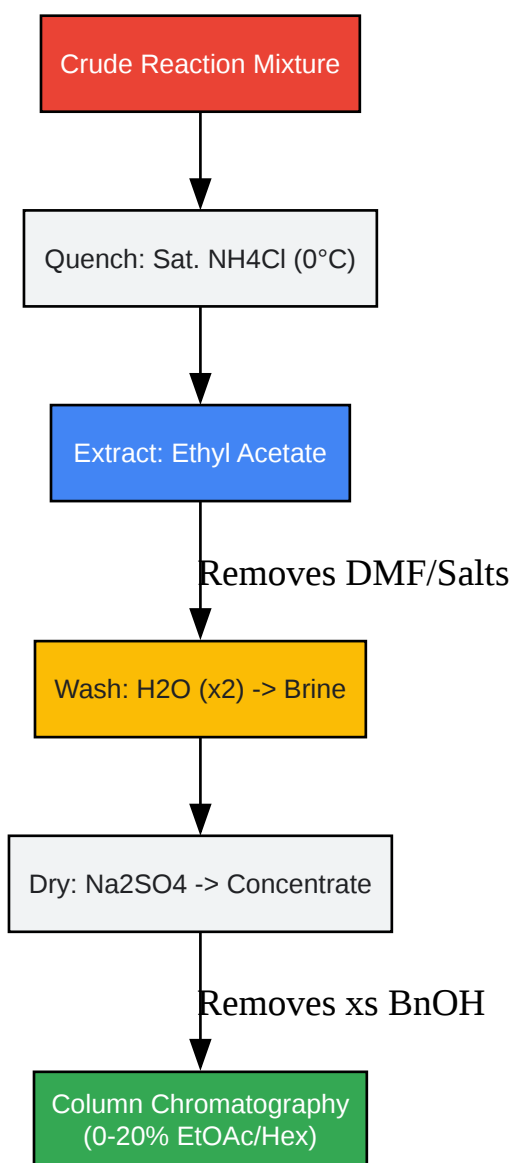 Crude Reaction Mixture
Quench: Sat. NH4Cl (0°C)
Extract: Ethyl Acetate
Removes DMF/Salts
Wash: H2O (x2) -> Brine
Dry: Na2SO4 -> Concentrate
Removes xs BnOH
Column Chromatography
(0-20% EtOAc/Hex)